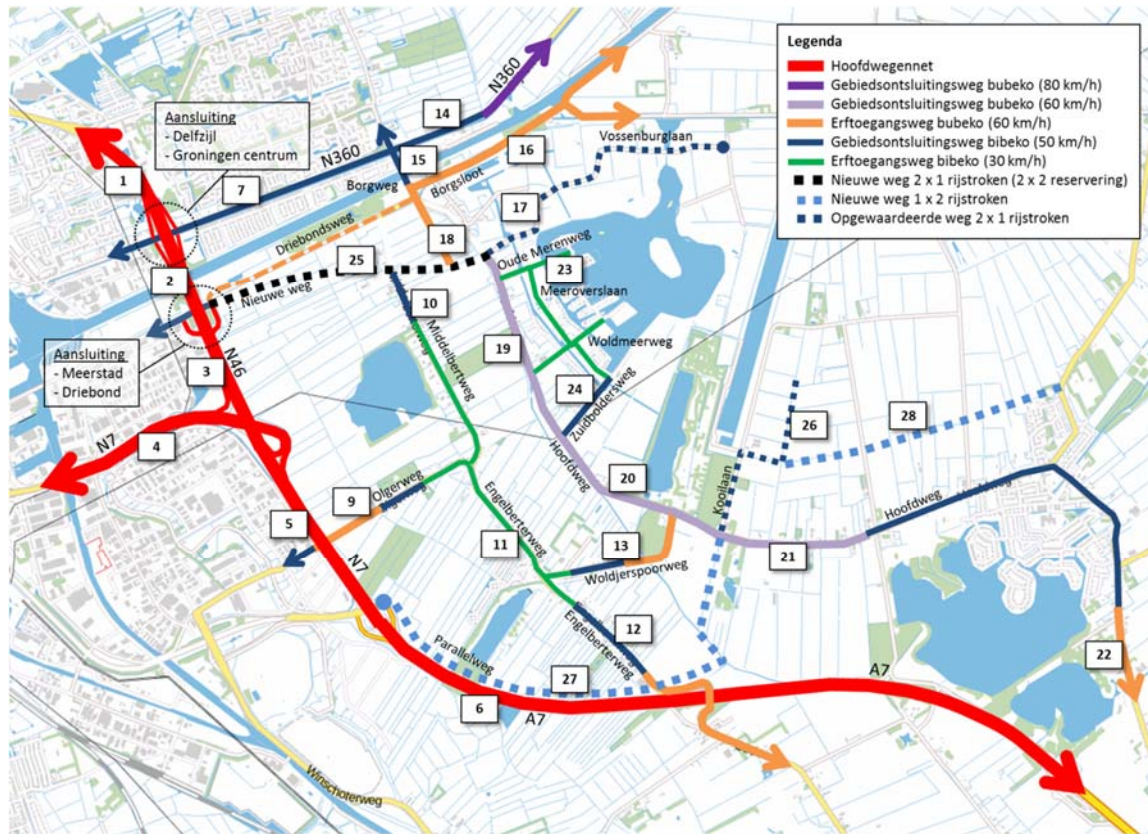 Legenda
Hoofdwegennet
Gebiedsontsluitingsweg bubeko (80 km/h)
Gebiedsontsluitingsweg bubeko (60 km/h)
Erftoegangsweg bubeko (60 km/h)
Gebiedsontsluitingsweg bibeko (50 km/h)
Erftoegangsweg bibeko (30 km/h)
Nieuwe weg 2 x 1 rijstroken (2 x 2 reservering)
Nieuwe weg 1 x 2 rijstroken
Opgewaardeerde weg 2 x 1 rijstroken
Aansluiting
- Delfzijl
- Groningen centrum
N360
14
1
7
N360
15
16
Vossenburglaan
Borgweg
Borgsloot
17
Driebondsweg
18
2
25
Oude Merenweg
23
Nieuwe weg
10
Meeroverslaan
Aansluiting
- Meerstad
- Driebond
3
N46
Middelbertweg
19
Woldmeerweg
24
Zuidboldersweg
26
28
N7
4
Hoofdweg
Kooilaan
20
9
Olgerweg
Hoofdweg
5
Engelberterweg
11
13
21
N7
Woldjerspoorweg
12
Engelberterweg
Parallelweg
27
22
6
A7
A7
Winschoterweg